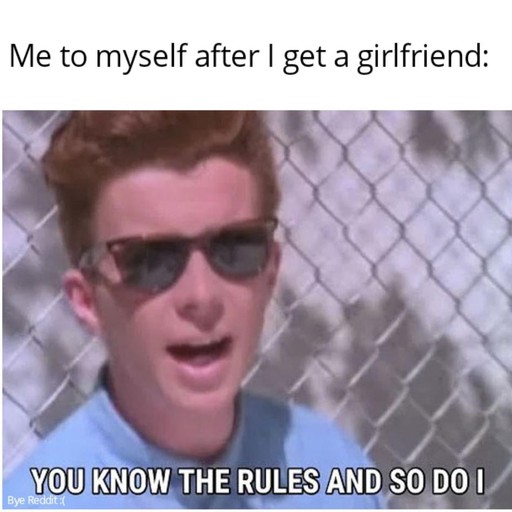 Me to myself after I get a girlfriend:
YOU KNOW THE RULES AND SO DO I
Bye Reddit:(